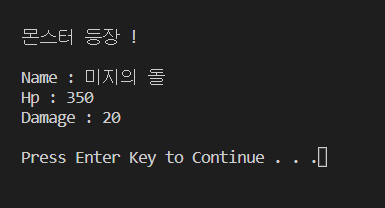 몬스터 등장 !
Name : 미지의 돌
Hp : 350
Damage : 20
Press Enter Key to Continue . . .